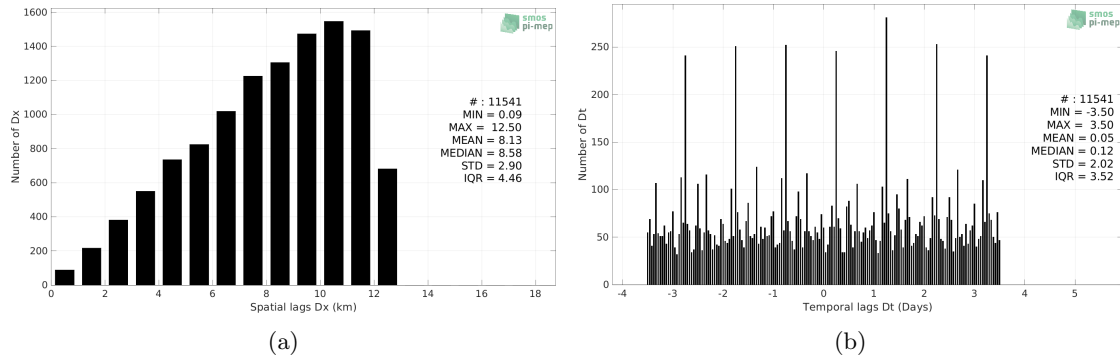 1600
1400
1200
1000
800
600
400
200
0
Number of Dx
0 2 4 6 8 10 12 14 16 18
Spatial lags Dx (km)
smos
pi-mep
# : 11541
MIN = 0.09
MAX = 12.50
MEAN = 8.13
MEDIAN = 8.58
STD = 2.90
IQR = 4.46
(a)
250
200
150
100
50
0
Number of Dt
-4 -3 -2 -1 0 1 2 3 4 5
Temporal lags Dt (Days)
smos
pi-mep
# : 11541
MIN = -3.50
MAX = 3.50
MEAN = 0.05
MEDIAN = 0.12
STD = 2.02
IQR = 3.52
(b)